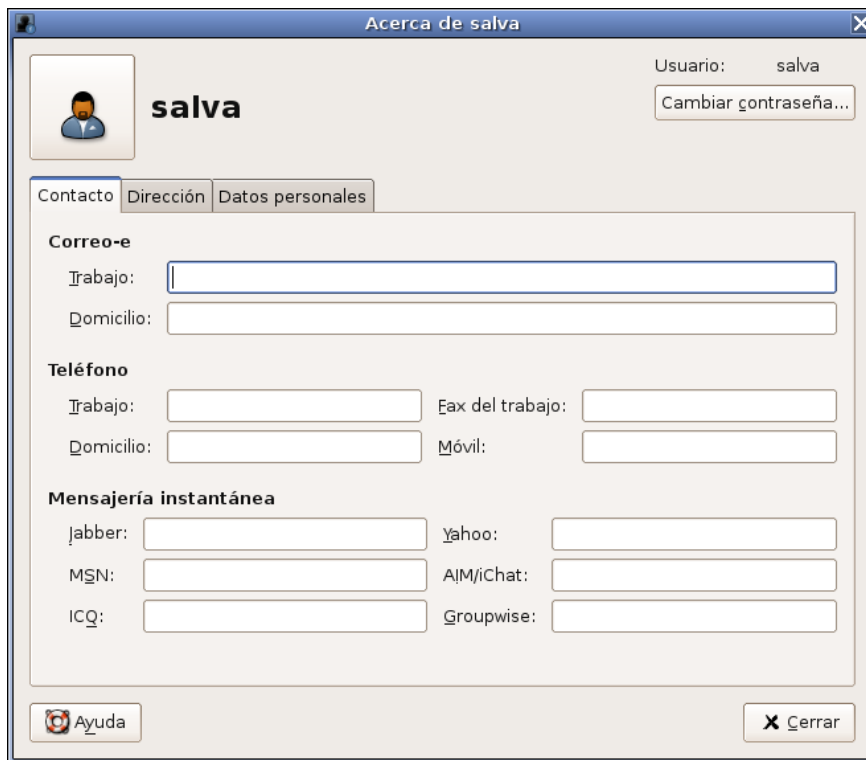 Acerca de salva
salva
Usuario: salva
Cambiar contraseña...
Contacto Dirección Datos personales
Correo-e
Trabajo:
Domicilio:
Teléfono
Trabajo: Fax del trabajo:
Domicilio: Móvil:
Mensajería instantánea
Jabber: Yahoo:
MSN: AIM/iChat:
ICQ: Groupwise:
Ayuda Cerrar